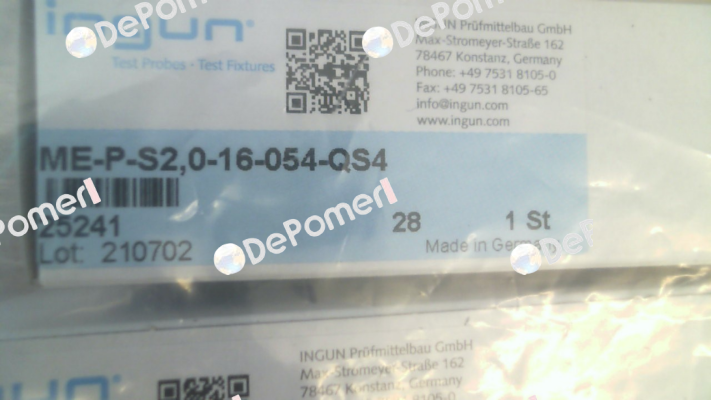 ingun
Test Probes - Test Fixtures
INGUN Prüfmittelbau GmbH
Max-Stromeyer-Straße 162
78467 Konstanz, Germany
Phone: +49 7531 8105-0
Fax: +49 7531 8105-65
info@ingun.com
www.ingun.com
ME-P-S2,0-16-054-QS4
25241
28 1 St
Lot: 210702
Made in Germany
DePomeri
DePomeri
DePomeri
INGUN Prüfmittelbau GmbH
Max-Stromeyer-Straße 162
78467 Konstanz, Germany